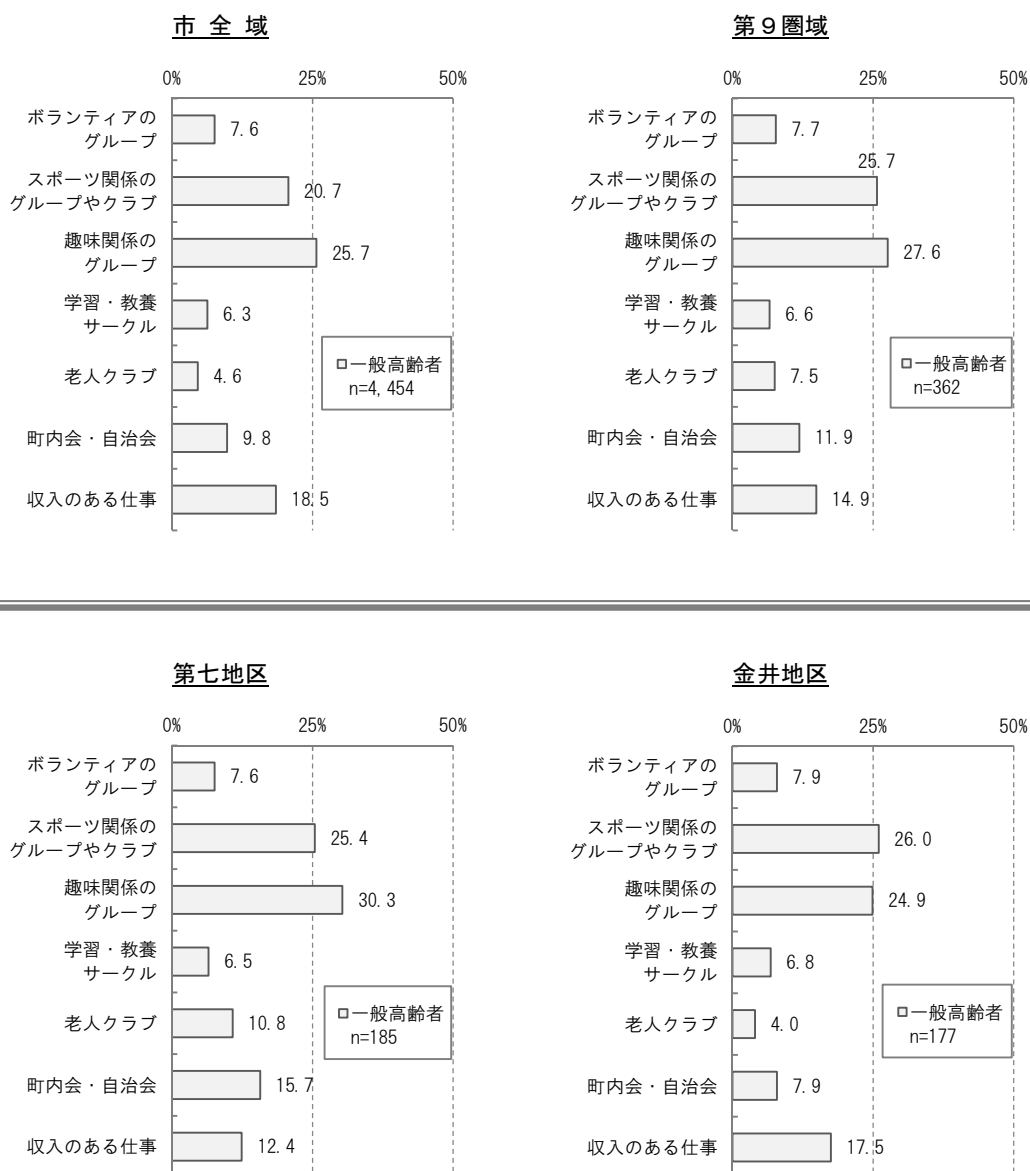 市 全 域
0% 25% 50%
ボランティアの
グループ
7.6
スポーツ関係の
グループやクラブ
20.7
趣味関係の
グループ
25.7
学習・教養
サークル
6.3
老人クラブ
4.6
町内会・自治会
9.8
収入のある仕事
18.5
一般高齢者
n=4,454
第９圏域
0% 25% 50%
ボランティアの
グループ
7.7
スポーツ関係の
グループやクラブ
25.7
趣味関係の
グループ
27.6
学習・教養
サークル
6.6
老人クラブ
7.5
町内会・自治会
11.9
収入のある仕事
14.9
一般高齢者
n=362
第七地区
0% 25% 50%
ボランティアの
グループ
7.6
スポーツ関係の
グループやクラブ
25.4
趣味関係の
グループ
30.3
学習・教養
サークル
6.5
老人クラブ
10.8
町内会・自治会
15.7
収入のある仕事
12.4
一般高齢者
n=185
金井地区
0% 25% 50%
ボランティアの
グループ
7.9
スポーツ関係の
グループやクラブ
26.0
趣味関係の
グループ
24.9
学習・教養
サークル
6.8
老人クラブ
4.0
町内会・自治会
7.9
収入のある仕事
17.5
一般高齢者
n=177